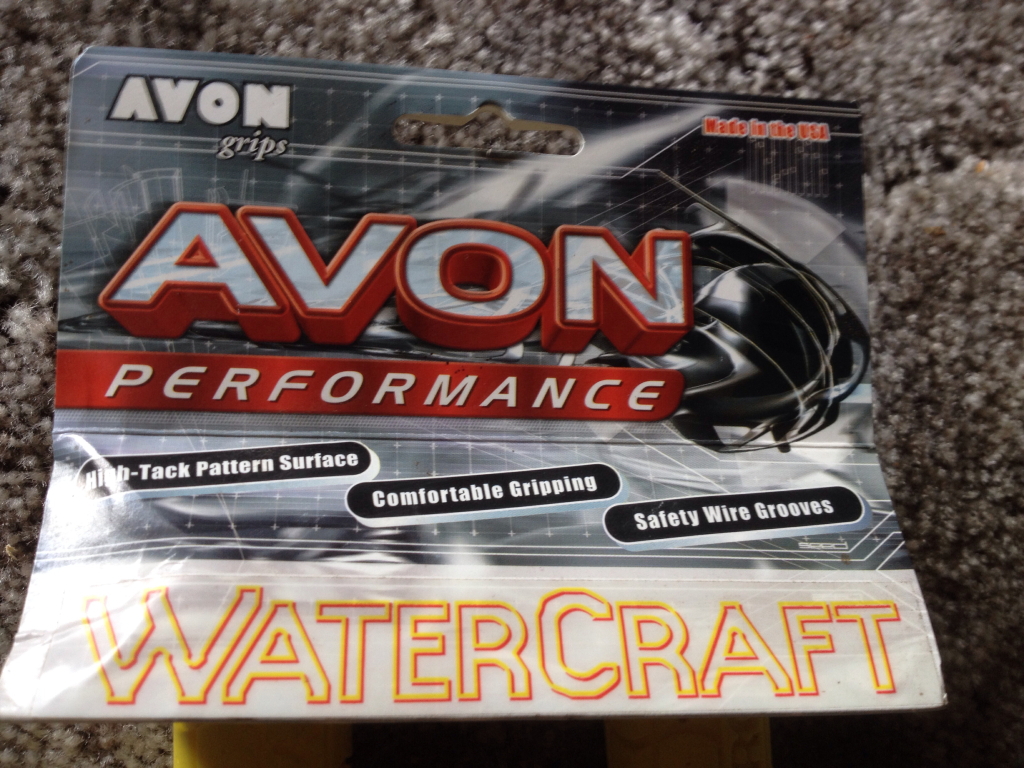 AVON
grips
Made in the USA
AVON
PERFORMANCE
High-Tack Pattern Surface
Comfortable Gripping
Safety Wire Grooves
WATERCRAFT